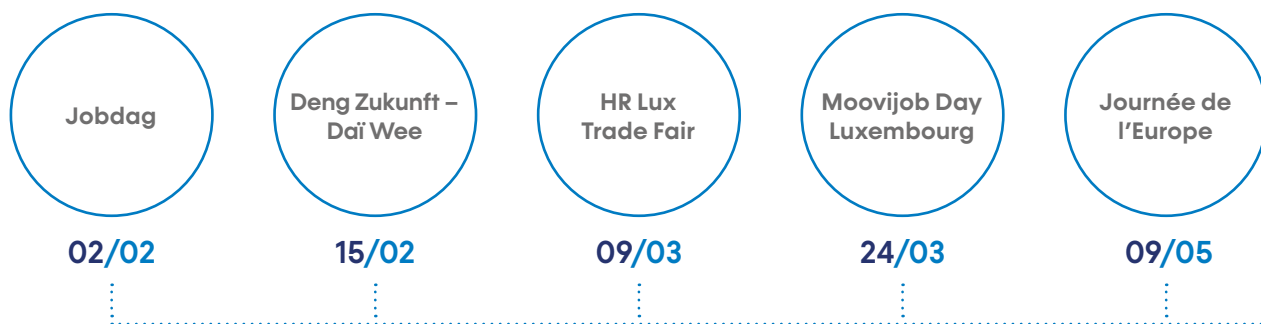 Jobdag
02/02
Deng Zukunft –
Daï Wee
15/02
HR Lux
Trade Fair
09/03
Moovijob Day
Luxembourg
24/03
Journée de
l'Europe
09/05